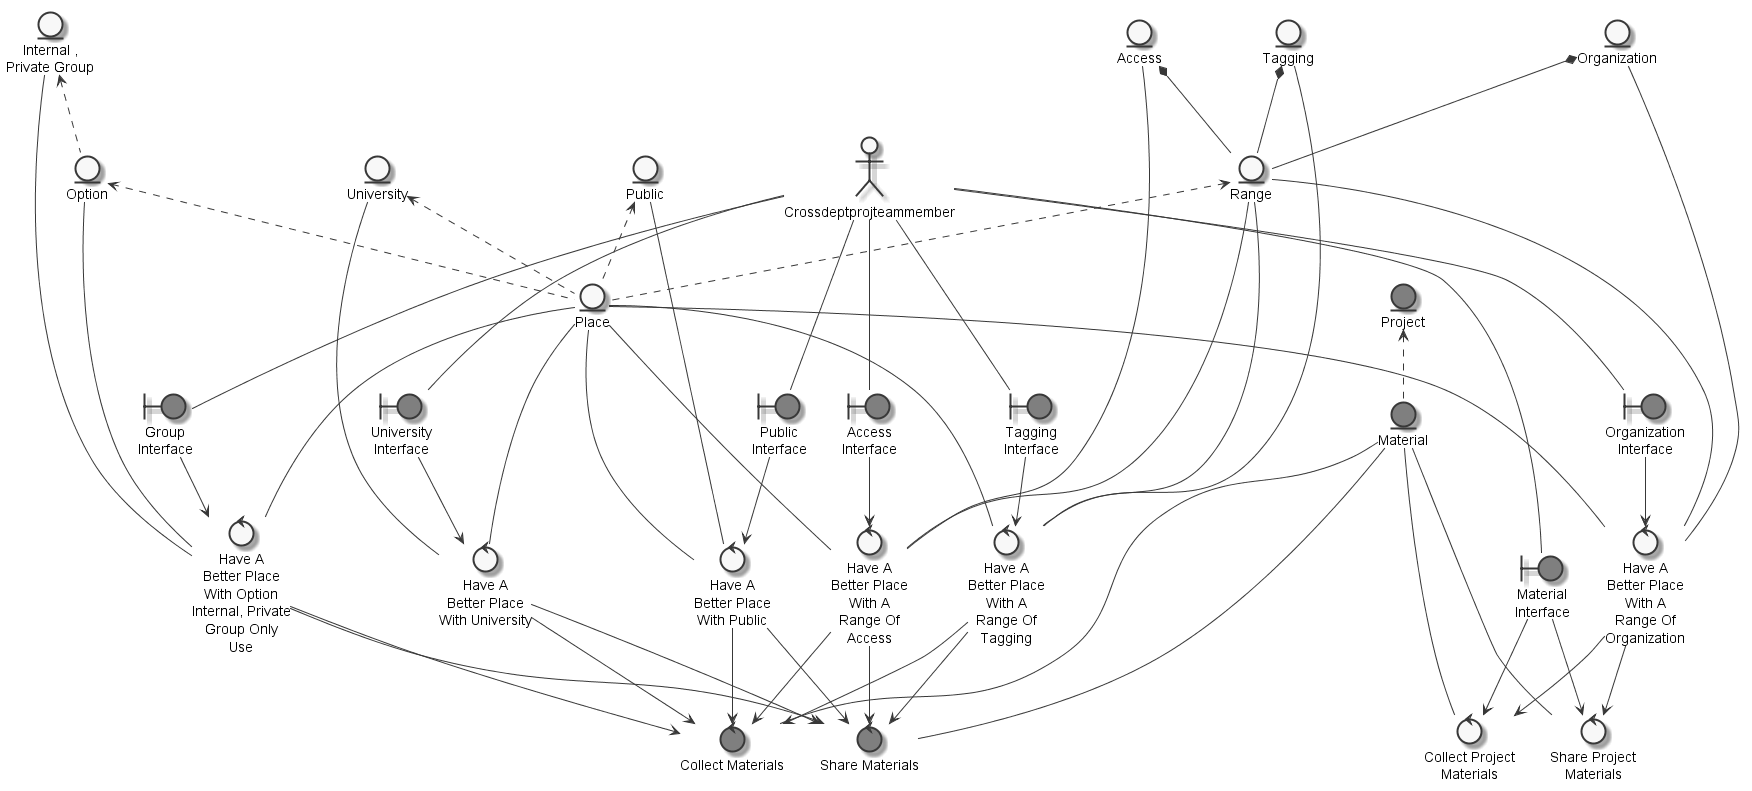 Internal ,
Private Group
Access
Tagging
Organization
Option
University
Public
Crossdeptprojteammember
Range
Place
Project
Group
Interface
University
Interface
Public
Interface
Access
Interface
Tagging
Interface
Material
Organization
Interface
Have A
Better Place
With Option
Internal, Private
Group Only
Use
Have A
Better Place
With University
Have A
Better Place
With Public
Have A
Better Place
With A
Range Of
Access
Have A
Better Place
With A
Range Of
Tagging
Material
Interface
Have A
Better Place
With A
Range Of
Organization
Collect Materials
Share Materials
Collect Project
Materials
Share Project
Materials